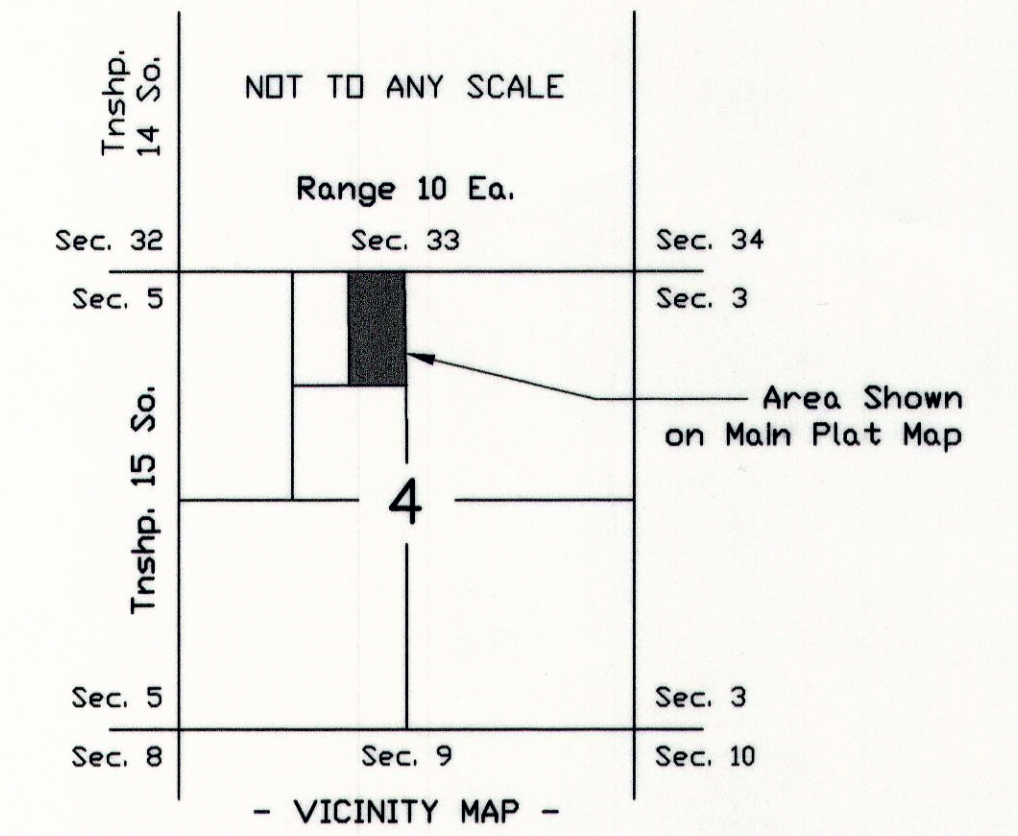 Tnshp.
14 So.
NOT TO ANY SCALE
Range 10 Ea.
Sec. 32
Sec. 33
Sec. 34
Sec. 5
Sec. 3
Area Shown
on Main Plat Map
Tnshp. 15 So.
4
Sec. 5
Sec. 3
Sec. 8
Sec. 9
Sec. 10
- VICINITY MAP -